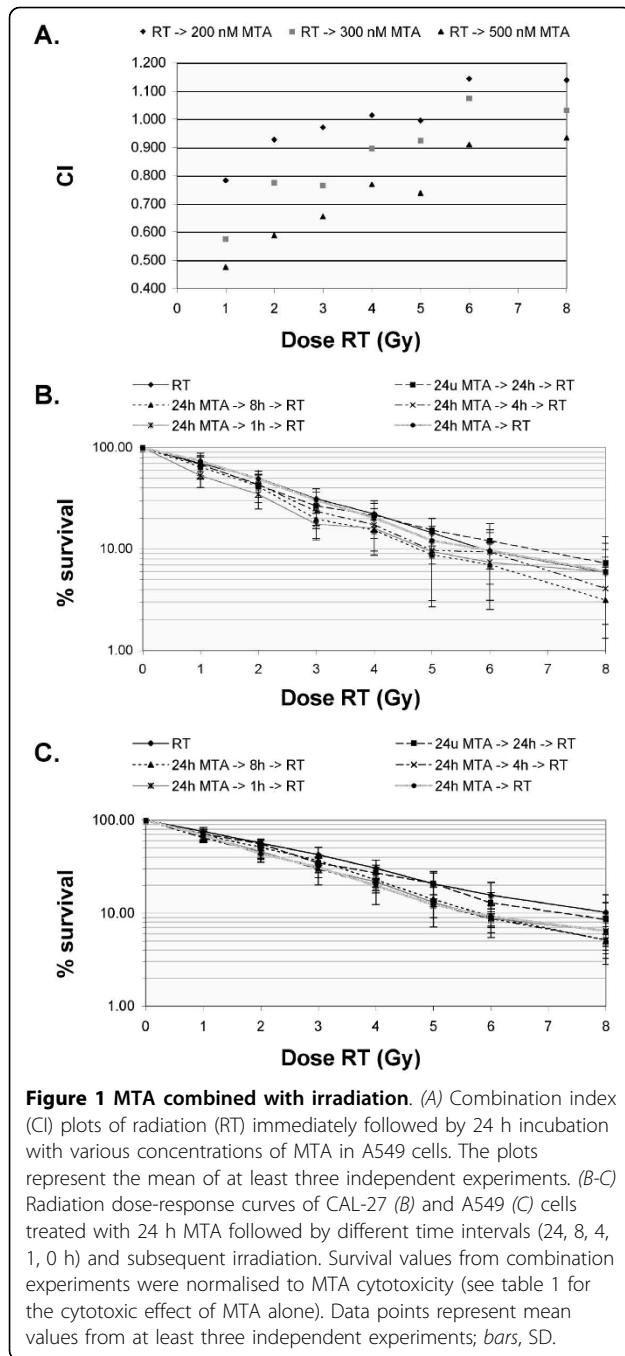 A.
RT -> 200 nM MTA RT -> 300 nM MTA RT -> 500 nM MTA
1.200
1.100
1.000
0.900
0.800
0.700
0.600
0.500
0.400
CI
0 1 2 3 4 5 6 7 8
Dose RT (Gy)
B.
RT 24u MTA -> 24h -> RT
24h MTA -> 8h -> RT 24h MTA -> 4h -> RT
24h MTA -> 1h -> RT 24h MTA -> RT
100.00
10.00
1.00
% survival
0 1 2 3 4 5 6 7 8
Dose RT (Gy)
C.
RT 24u MTA -> 24h -> RT
24h MTA -> 8h -> RT 24h MTA -> 4h -> RT
24h MTA -> 1h -> RT 24h MTA -> RT
100.00
10.00
1.00
% survival
0 1 2 3 4 5 6 7 8
Dose RT (Gy)
Figure 1 MTA combined with irradiation. (A) Combination index
(CI) plots of radiation (RT) immediately followed by 24 h incubation
with various concentrations of MTA in A549 cells. The plots
represent the mean of at least three independent experiments. (B-C)
Radiation dose-response curves of CAL-27 (B) and A549 (C) cells
treated with 24 h MTA followed by different time intervals (24, 8, 4,
1, 0 h) and subsequent irradiation. Survival values from combination
experiments were normalised to MTA cytotoxicity (see table 1 for
the cytotoxic effect of MTA alone). Data points represent mean
values from at least three independent experiments; bars, SD.